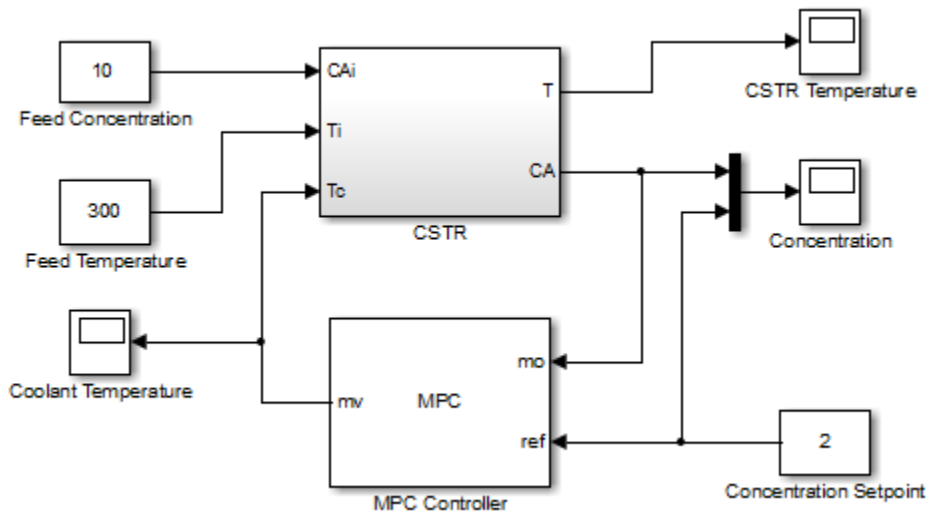 10
Feed Concentration
CAi
Ti
Tc
T
CA
CSTR
CSTR Temperature
300
Feed Temperature
Concentration
Coolant Temperature
mv
MPC
mo
ref
MPC Controller
2
Concentration Setpoint